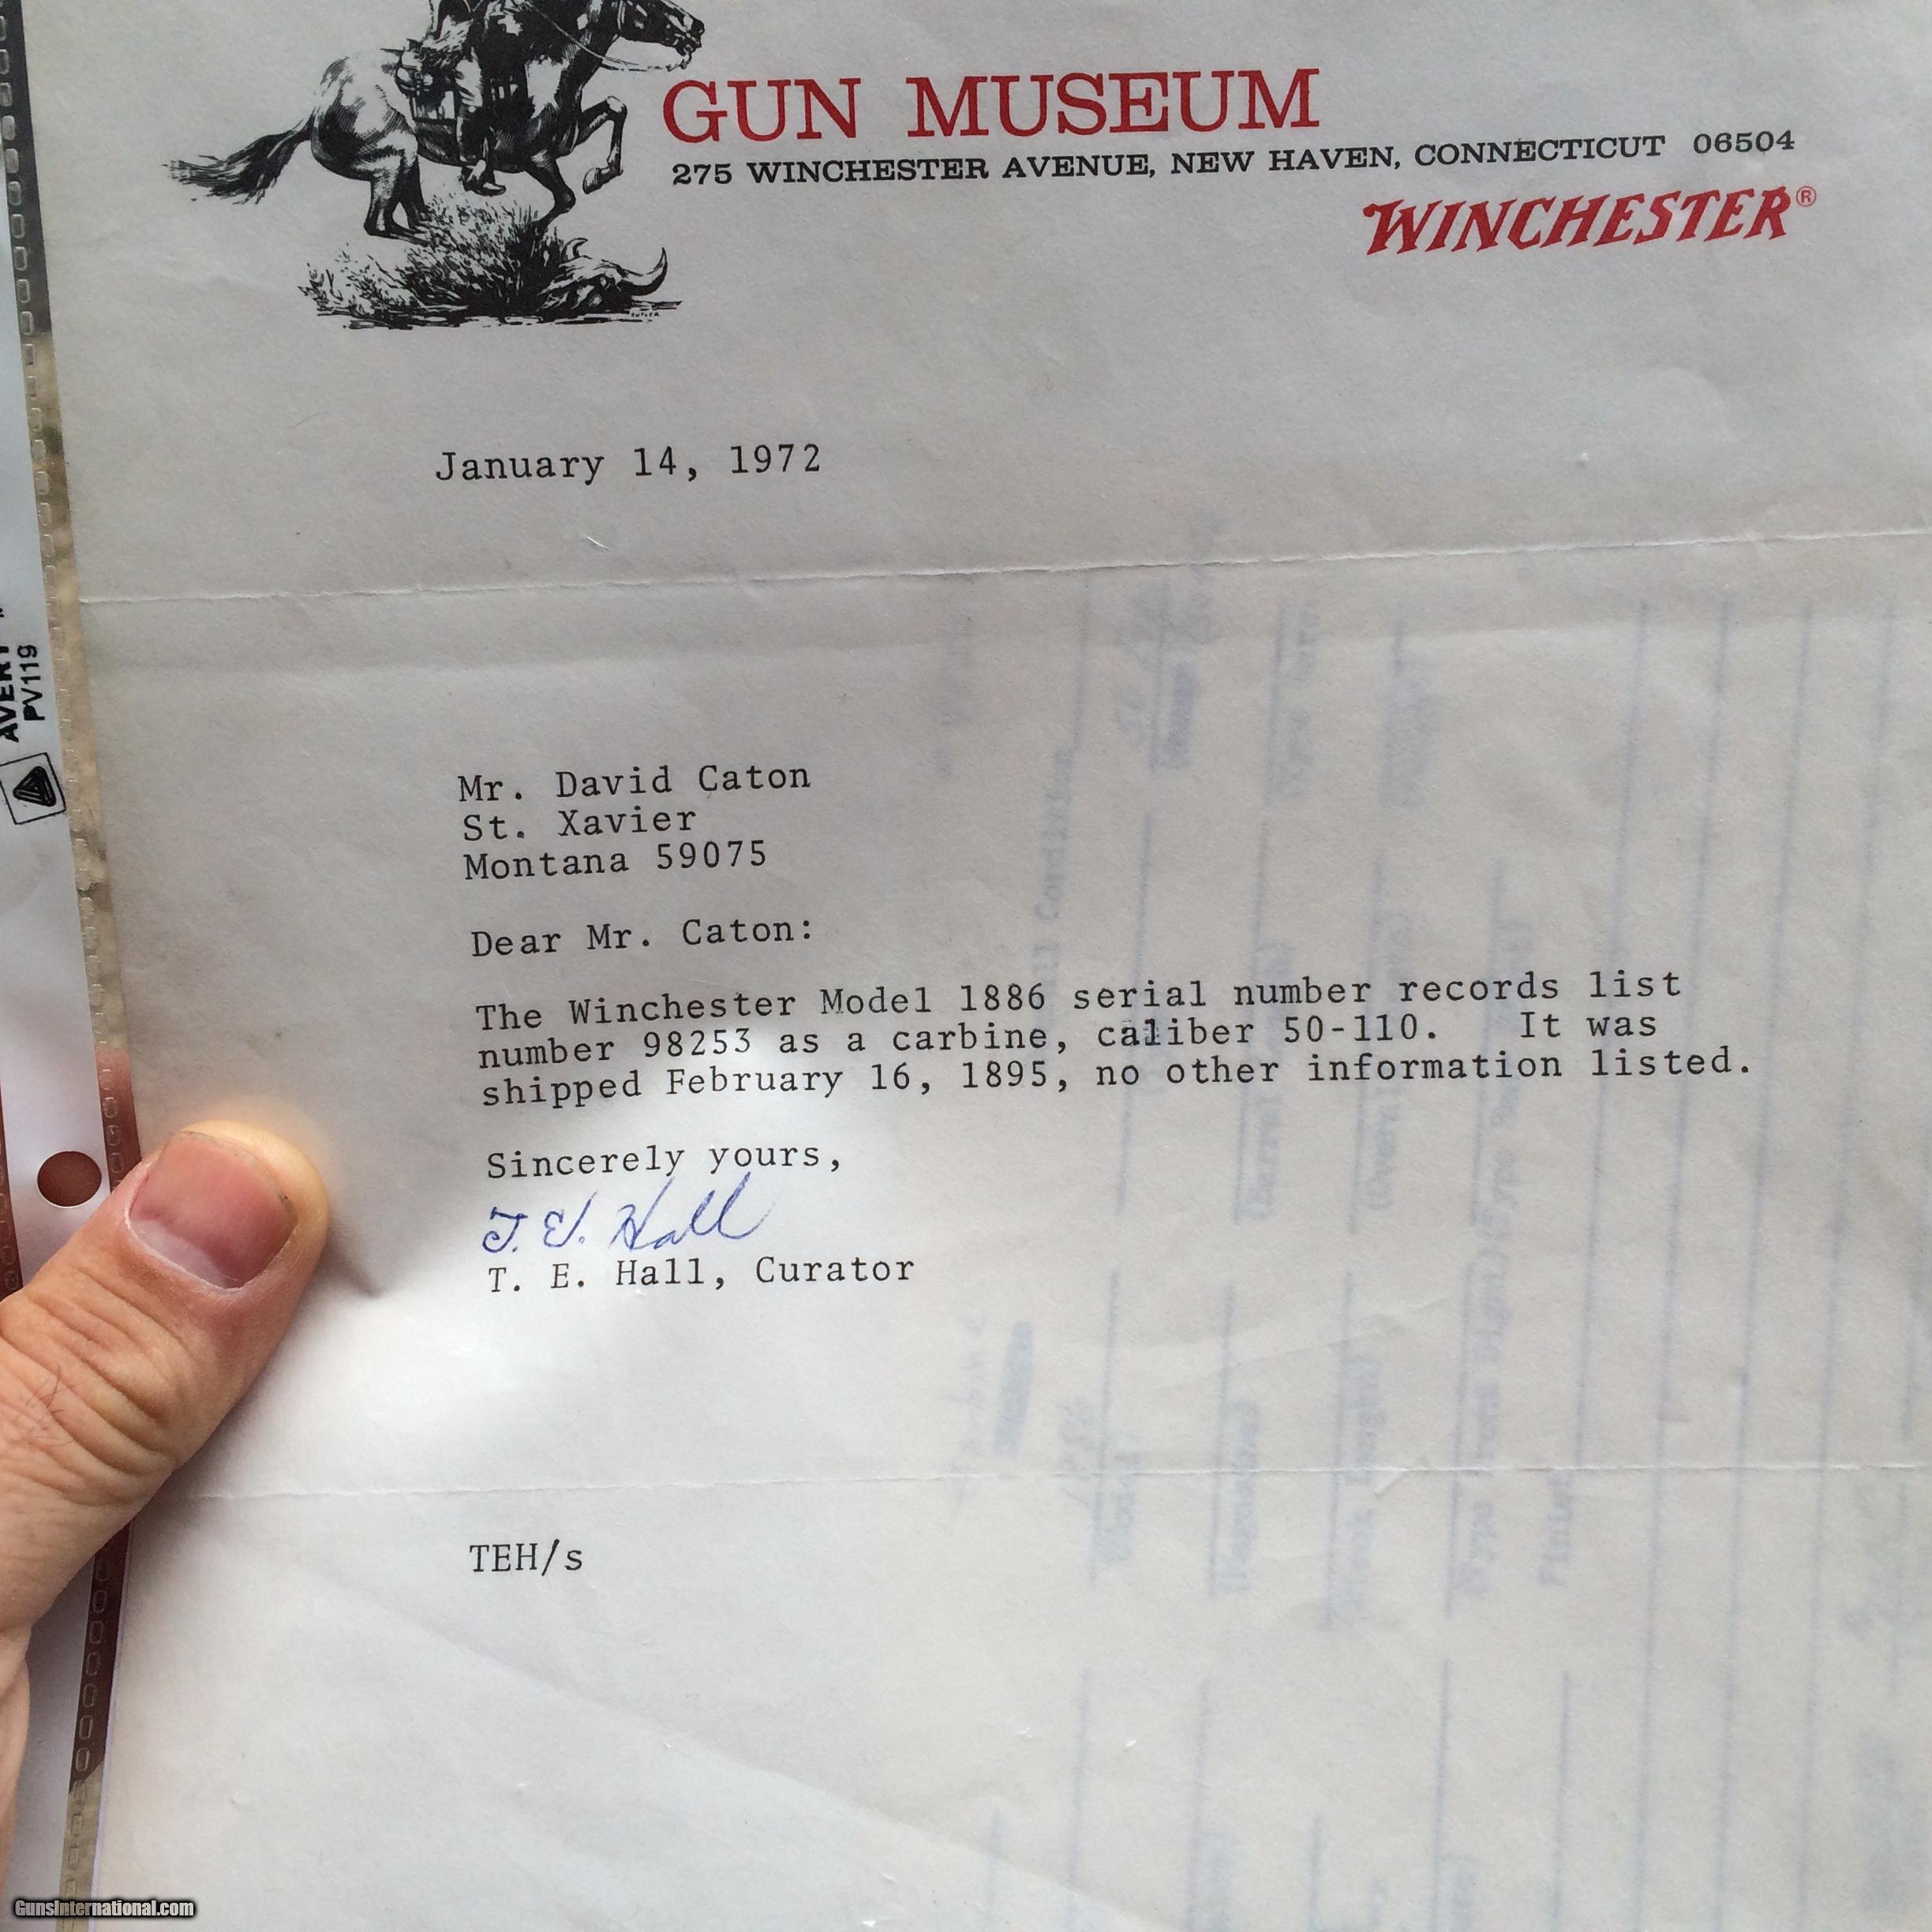 GUN MUSEUM
275 WINCHESTER AVENUE, NEW HAVEN, CONNECTICUT 06504
WINCHESTER®
January 14, 1972
AVERY
PV119
Mr. David Caton
St. Xavier
Montana 59075
Dear Mr. Caton:
The Winchester Model 1886 serial number records list
number 98253 as a carbine, caliber 50-110. It was
shipped February 16, 1895, no other information listed.
Sincerely yours,
T. E. Hall
T. E. Hall, Curator
TEH/s
GunsInternational.com